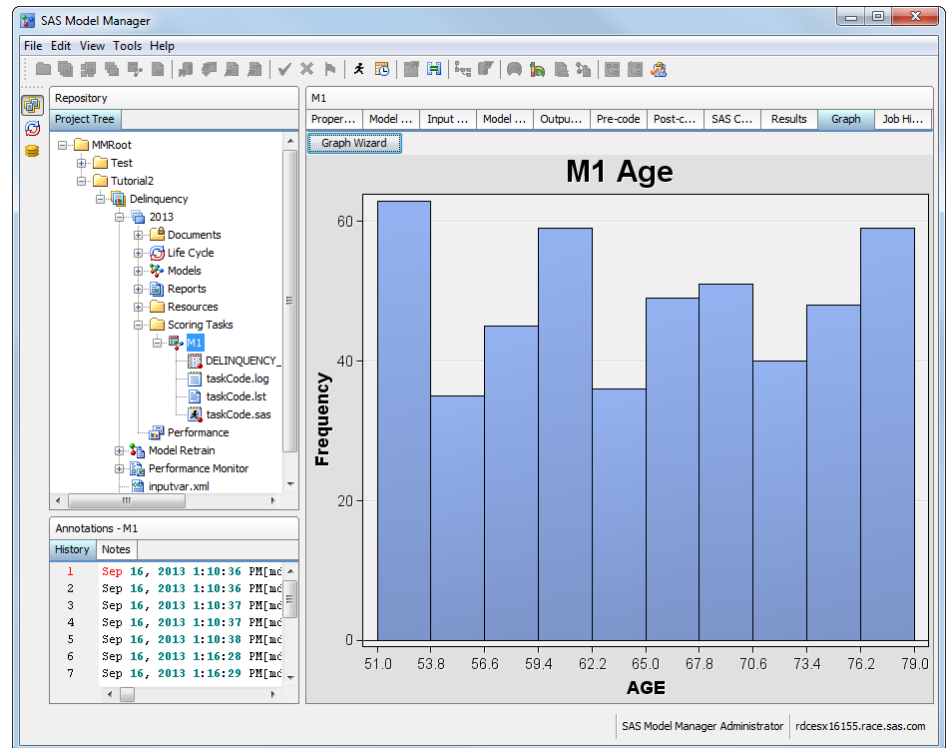 SAS Model Manager
File Edit View Tools Help
Repository
Project Tree
MMRoot
Test
Tutorial2
Delinquency
2013
Documents
Life Cycle
Models
Reports
Resources
Scoring Tasks
M1
DELINQUENCY_
taskCode.log
taskCode.lst
taskCode.sas
Performance
Model Retrain
Performance Monitor
inputvar.xml
Annotations - M1
History Notes
1 Sep 16, 2013 1:10:36 PM[md
2 Sep 16, 2013 1:10:36 PM[md
3 Sep 16, 2013 1:10:37 PM[md
4 Sep 16, 2013 1:10:37 PM[md
5 Sep 16, 2013 1:10:38 PM[md
6 Sep 16, 2013 1:16:28 PM[md
7 Sep 16, 2013 1:16:29 PM[md
M1
Proper... Model ... Input ... Model ... Outpu... Pre-code Post-c... SAS C... Results Graph Job Hi...
Graph Wizard
M1 Age
Frequency
60
40
20
0
51.0 53.8 56.6 59.4 62.2 65.0 67.8 70.6 73.4 76.2 79.0
AGE
SAS Model Manager Administrator rdcesx16155.race.sas.com